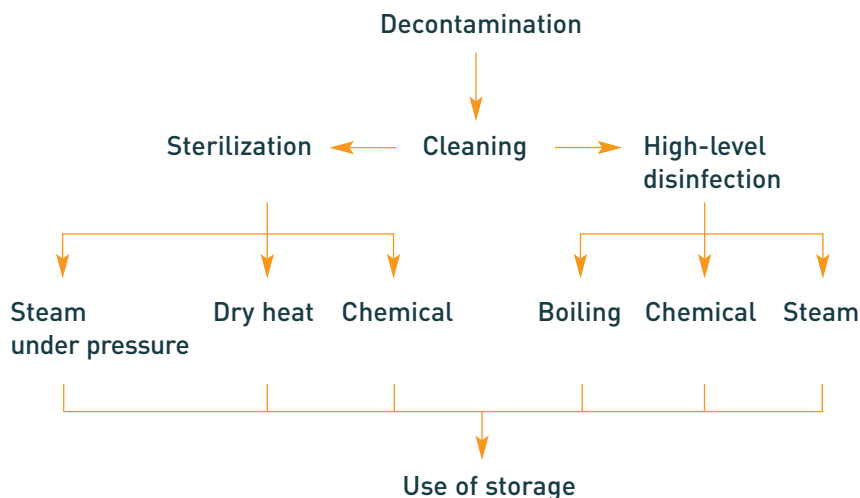 Decontamination
Sterilization
Cleaning
High-level
disinfection
Steam
under pressure
Dry heat
Chemical
Boiling
Chemical
Steam
Use of storage